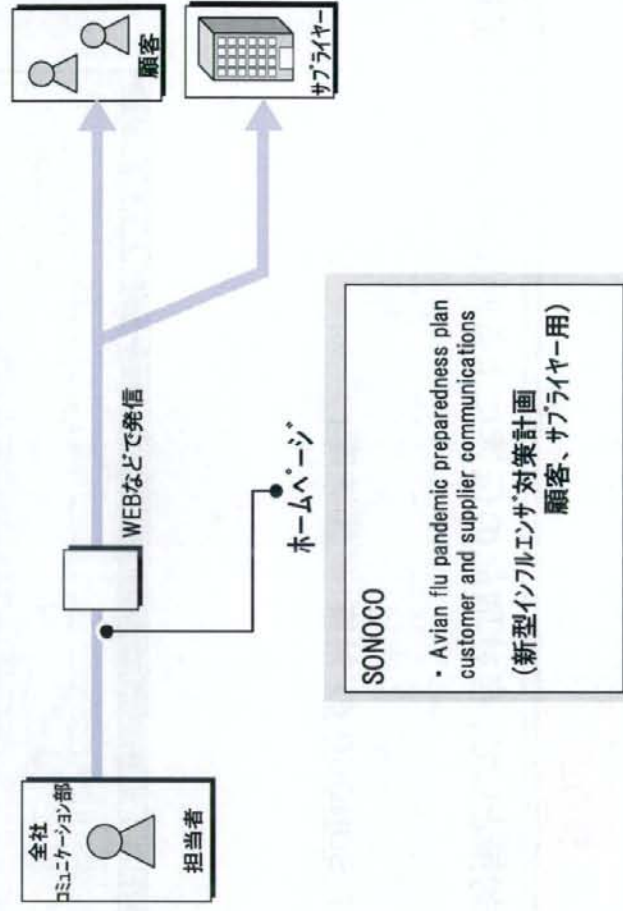 全社
コミュニケーション部
担当者
WEBなどで発信
ホームページ
顧客
サプライヤー
SONOCO
・Avian flu pandemic preparedness plan
customer and supplier communications
(新型インフルエンザ対策計画
顧客、サプライヤー用)